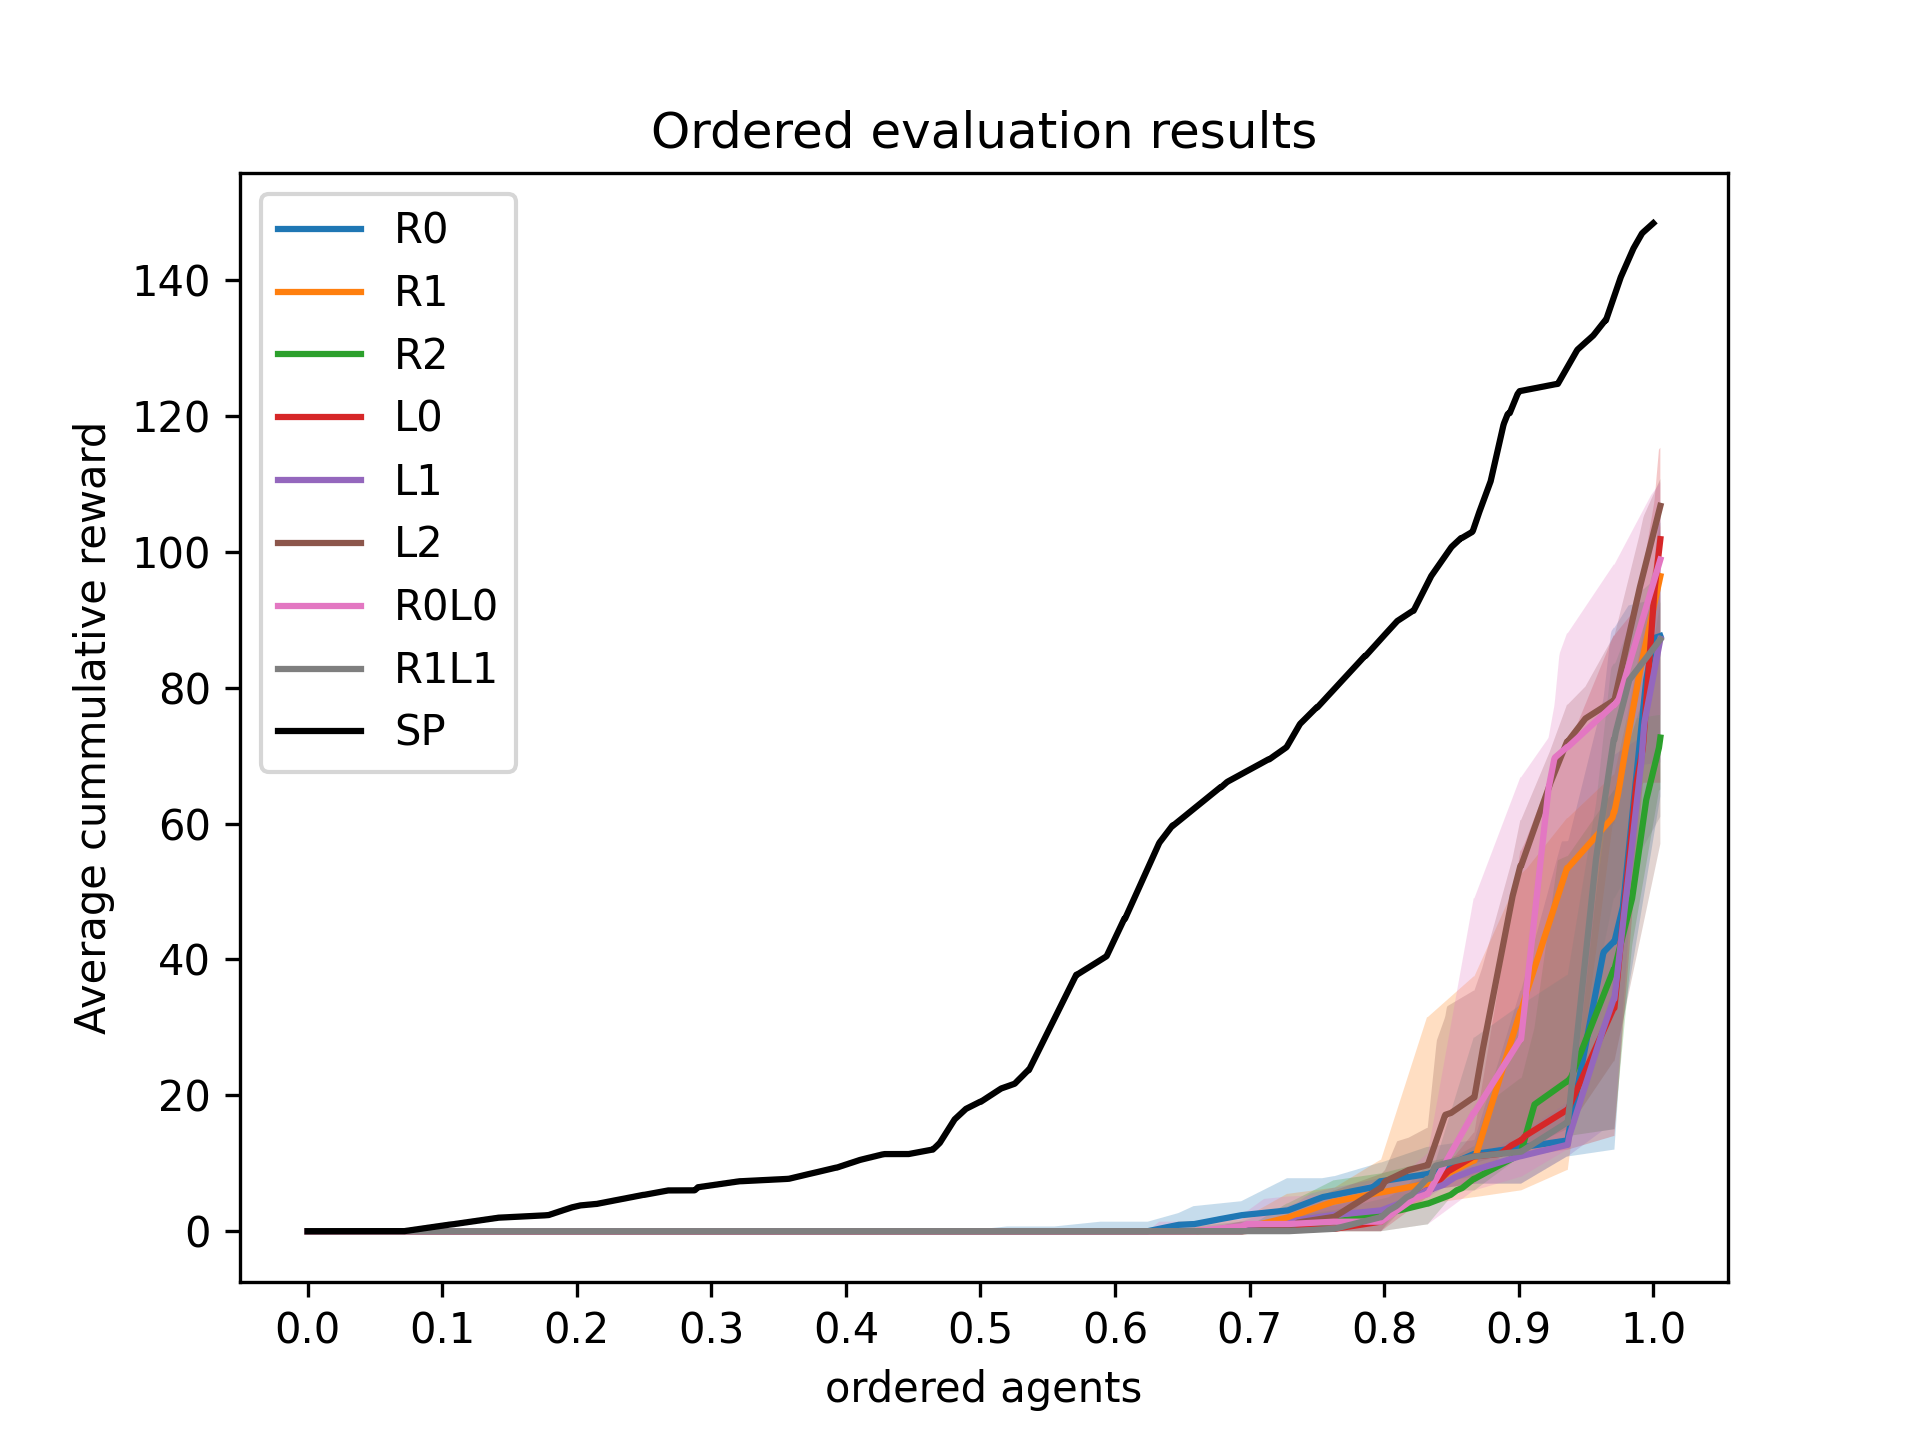 Ordered evaluation results
R0
R1
R2
L0
L1
L2
R0L0
R1L1
SP
Average cummulative reward
140
120
100
80
60
40
20
0
0.0 0.1 0.2 0.3 0.4 0.5 0.6 0.7 0.8 0.9 1.0
ordered agents